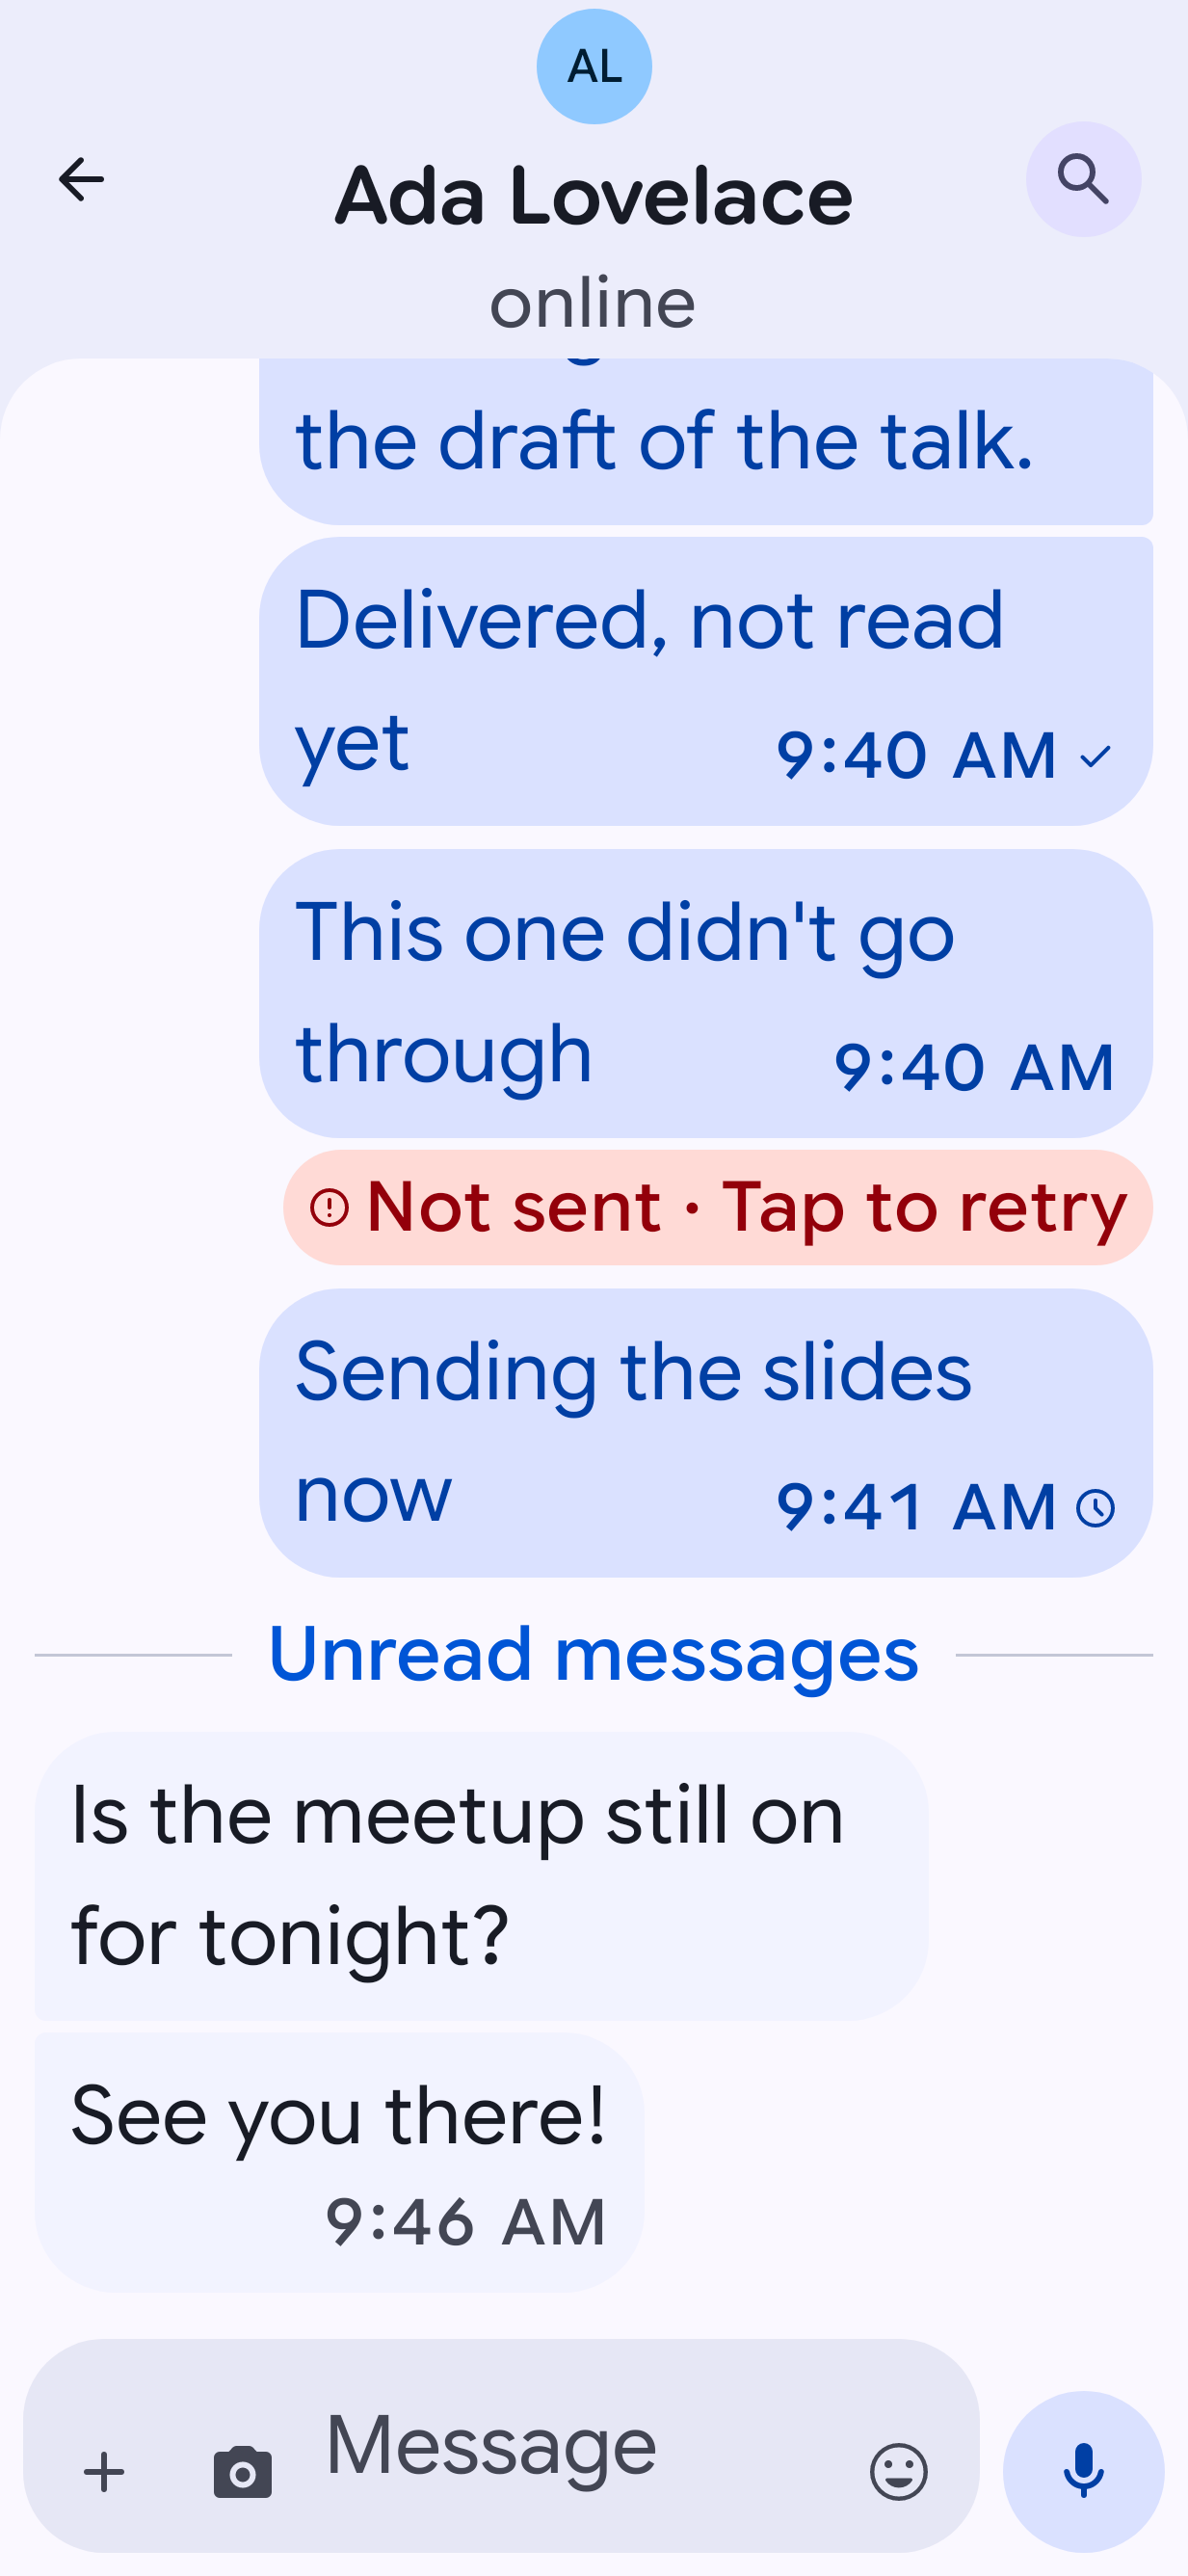 AL
Ada Lovelace
online
the draft of the talk.
Delivered, not read
yet
9:40 AM
This one didn't go
through
9:40 AM
Not sent · Tap to retry
Sending the slides
now
9:41 AM
Unread messages
Is the meetup still on
for tonight?
See you there!
9:46 AM
Message